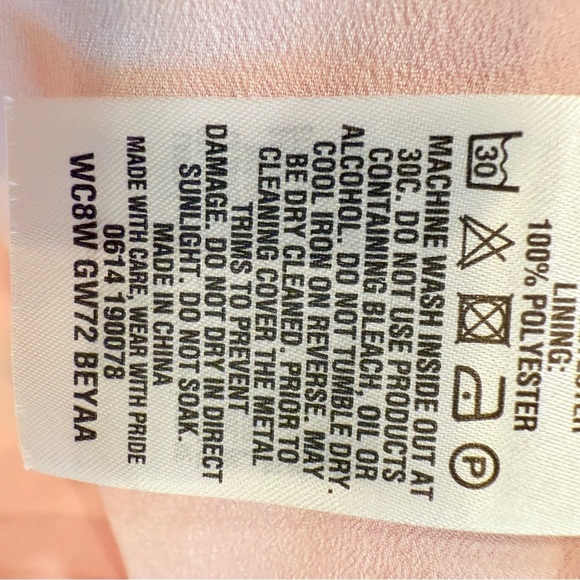 LINING:
100% POLYESTER
30
P
MACHINE WASH INSIDE OUT AT
30C. DO NOT USE PRODUCTS
CONTAINING BLEACH, OIL OR
ALCOHOL. DO NOT TUMBLE DRY.
COOL IRON ON REVERSE. MAY
BE DRY CLEANED. PRIOR TO
CLEANING COVER THE METAL
TRIMS TO PREVENT
DAMAGE. DO NOT DRY IN DIRECT
SUNLIGHT. DO NOT SOAK.
MADE IN CHINA
MADE WITH CARE, WEAR WITH PRIDE
0614 190078
WC8W GW72 BEYAA